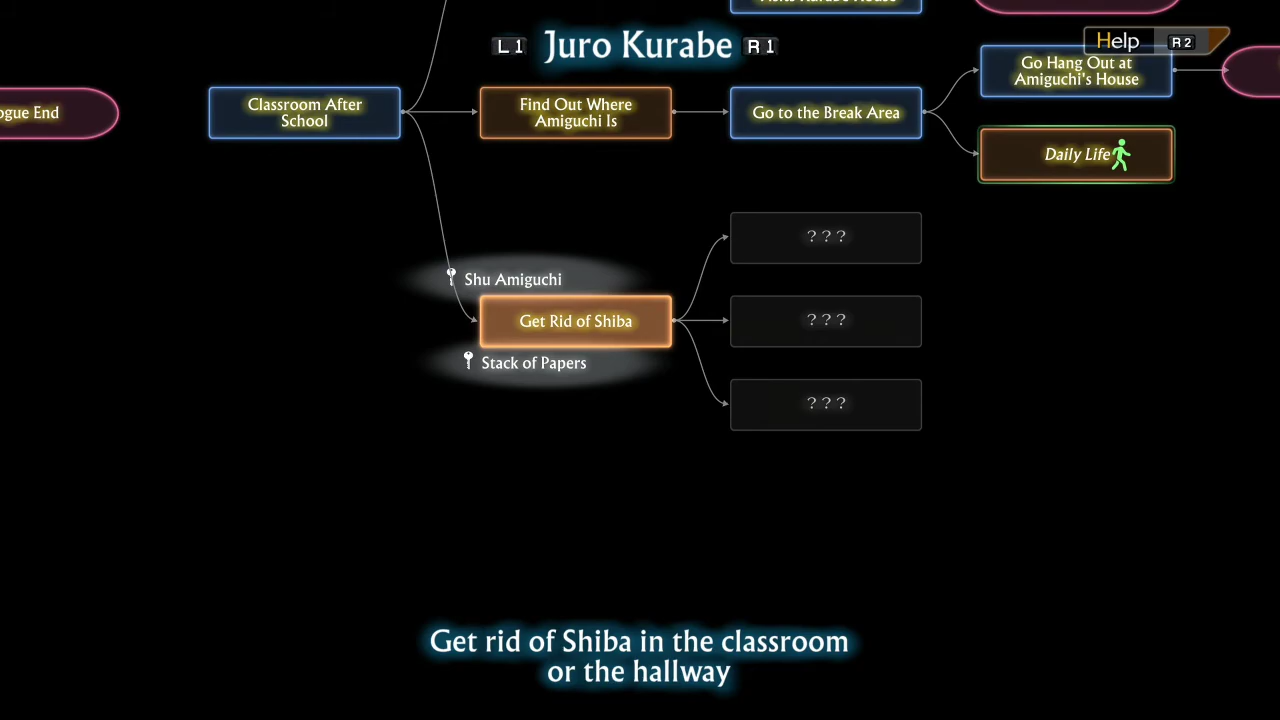 L1 Juro Kurabe R1
Help R2
Go Hang Out at
Amiguchi's House
ogue End
Classroom After
School
Find Out Where
Amiguchi Is
Go to the Break Area
Daily Life
? ? ?
Shu Amiguchi
Get Rid of Shiba
? ? ?
Stack of Papers
? ? ?
Get rid of Shiba in the classroom
or the hallway